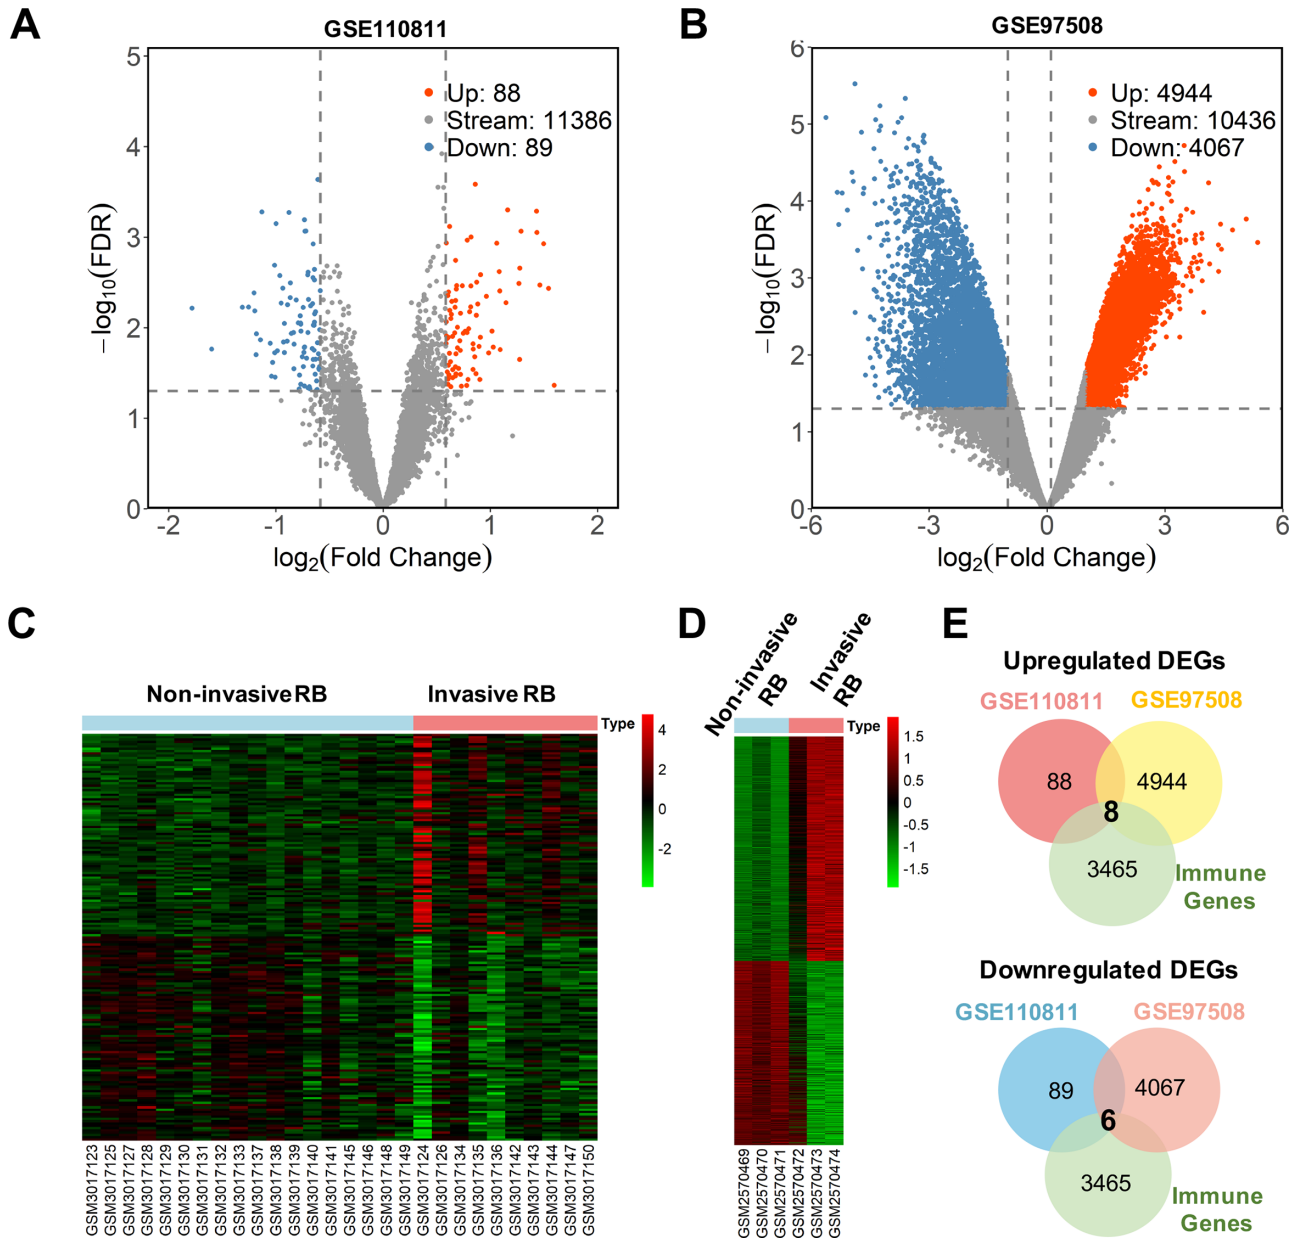 A
GSE110811
Up: 88
Stream: 11386
Down: 89
5
4
3
2
1
0
-2
-1
0
1
2
−log10(FDR)
log2(Fold Change)
B
GSE97508
Up: 4944
Stream: 10436
Down: 4067
6
5
4
3
2
1
0
-6
-3
0
3
6
−log10(FDR)
log2(Fold Change)
C
Non-invasive RB
Invasive RB
Type
4
2
0
-2
GSM3017123
GSM3017125
GSM3017127
GSM3017128
GSM3017129
GSM3017130
GSM3017131
GSM3017132
GSM3017133
GSM3017137
GSM3017138
GSM3017139
GSM3017140
GSM3017141
GSM3017145
GSM3017146
GSM3017148
GSM3017149
GSM3017124
GSM3017126
GSM3017134
GSM3017135
GSM3017136
GSM3017142
GSM3017143
GSM3017144
GSM3017147
GSM3017150
D
Non-invasive
RB
Invasive
RB
Type
1.5
1
0.5
0
-0.5
-1
-1.5
GSM2570469
GSM2570470
GSM2570471
GSM2570472
GSM2570473
GSM2570474
E
Upregulated DEGs
GSE110811
GSE97508
88
4944
8
3465
Immune
Genes
Downregulated DEGs
GSE110811
GSE97508
89
4067
6
3465
Immune
Genes